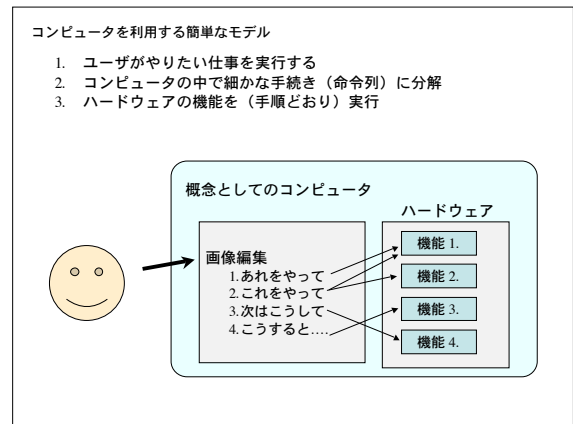 コンピュータを利用する簡単なモデル
1. ユーザがやりたい仕事を実行する
2. コンピュータの中で細かな手続き（命令列）に分解
3. ハードウェアの機能を（手順どおり）実行
概念としてのコンピュータ
ハードウェア
画像編集
1.あれをやって
2.これをやって
3.次はこうして
4.こうすると….
機能 1.
機能 2.
機能 3.
機能 4.